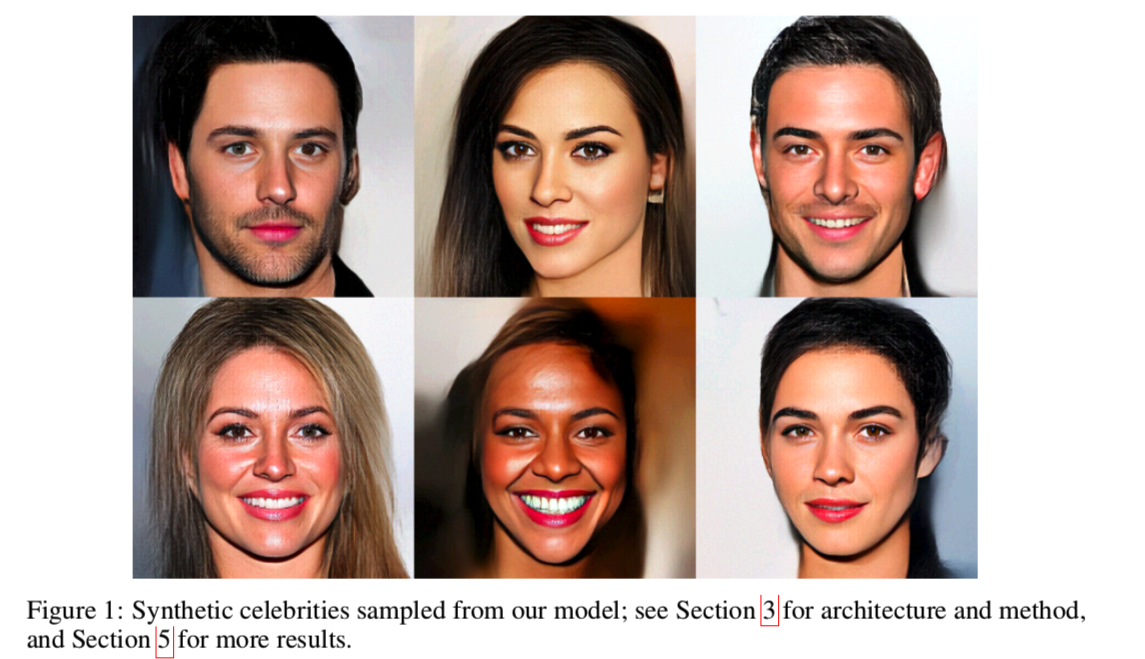 Figure 1: Synthetic celebrities sampled from our model; see Section 3 for architecture and method,
and Section 5 for more results.